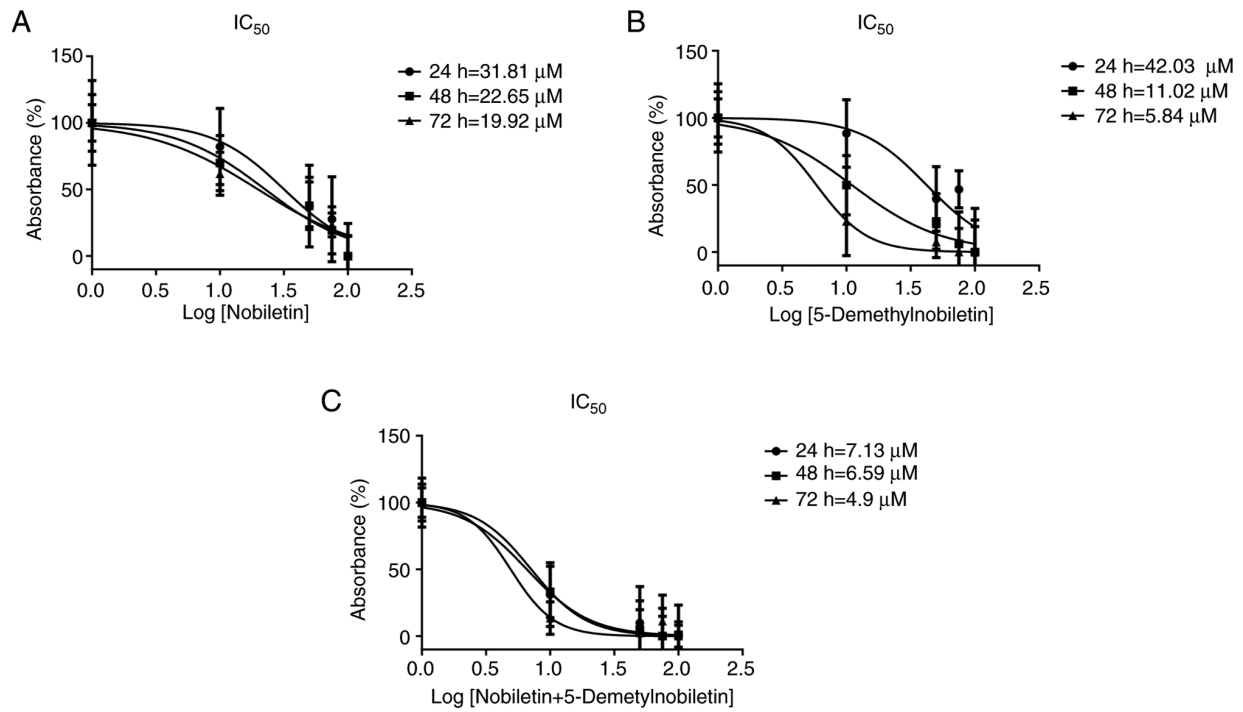 A
IC50
150
100
50
0
Absorbance (%)
0.0 0.5 1.0 1.5 2.0 2.5
Log [Nobiletin]
24 h=31.81 µM
48 h=22.65 µM
72 h=19.92 µM
B
IC50
150
100
50
0
Absorbance (%)
0.0 0.5 1.0 1.5 2.0 2.5
Log [5-Demethylnobiletin]
24 h=42.03 µM
48 h=11.02 µM
72 h=5.84 µM
C
IC50
150
100
50
0
Absorbance (%)
0.0 0.5 1.0 1.5 2.0 2.5
Log [Nobiletin+5-Demetylnobiletin]
24 h=7.13 µM
48 h=6.59 µM
72 h=4.9 µM